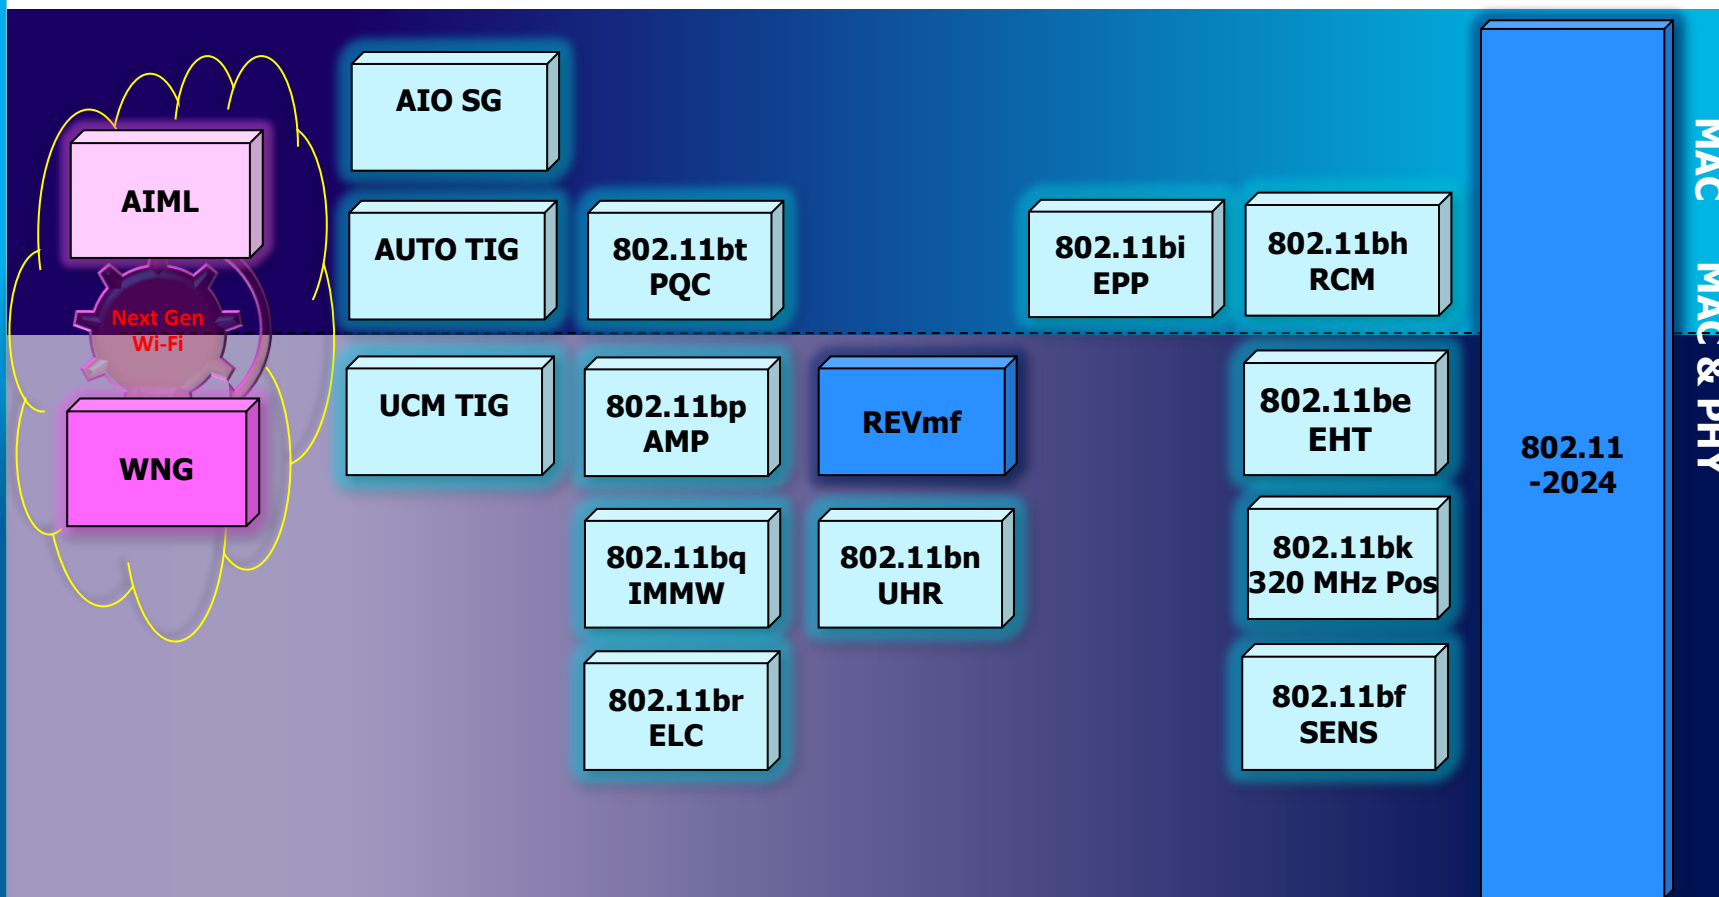 AIML
Next Gen
Wi-Fi
WNG
AIO SG
AUTO TIG
UCM TIG
802.11bt
PQC
802.11bp
AMP
802.11bq
IMMW
802.11br
ELC
REVmf
802.11bn
UHR
802.11bi
EPP
802.11bh
RCM
802.11be
EHT
802.11bk
320 MHz Pos
802.11bf
SENS
802.11
-2024
MAC
MAC & PHY